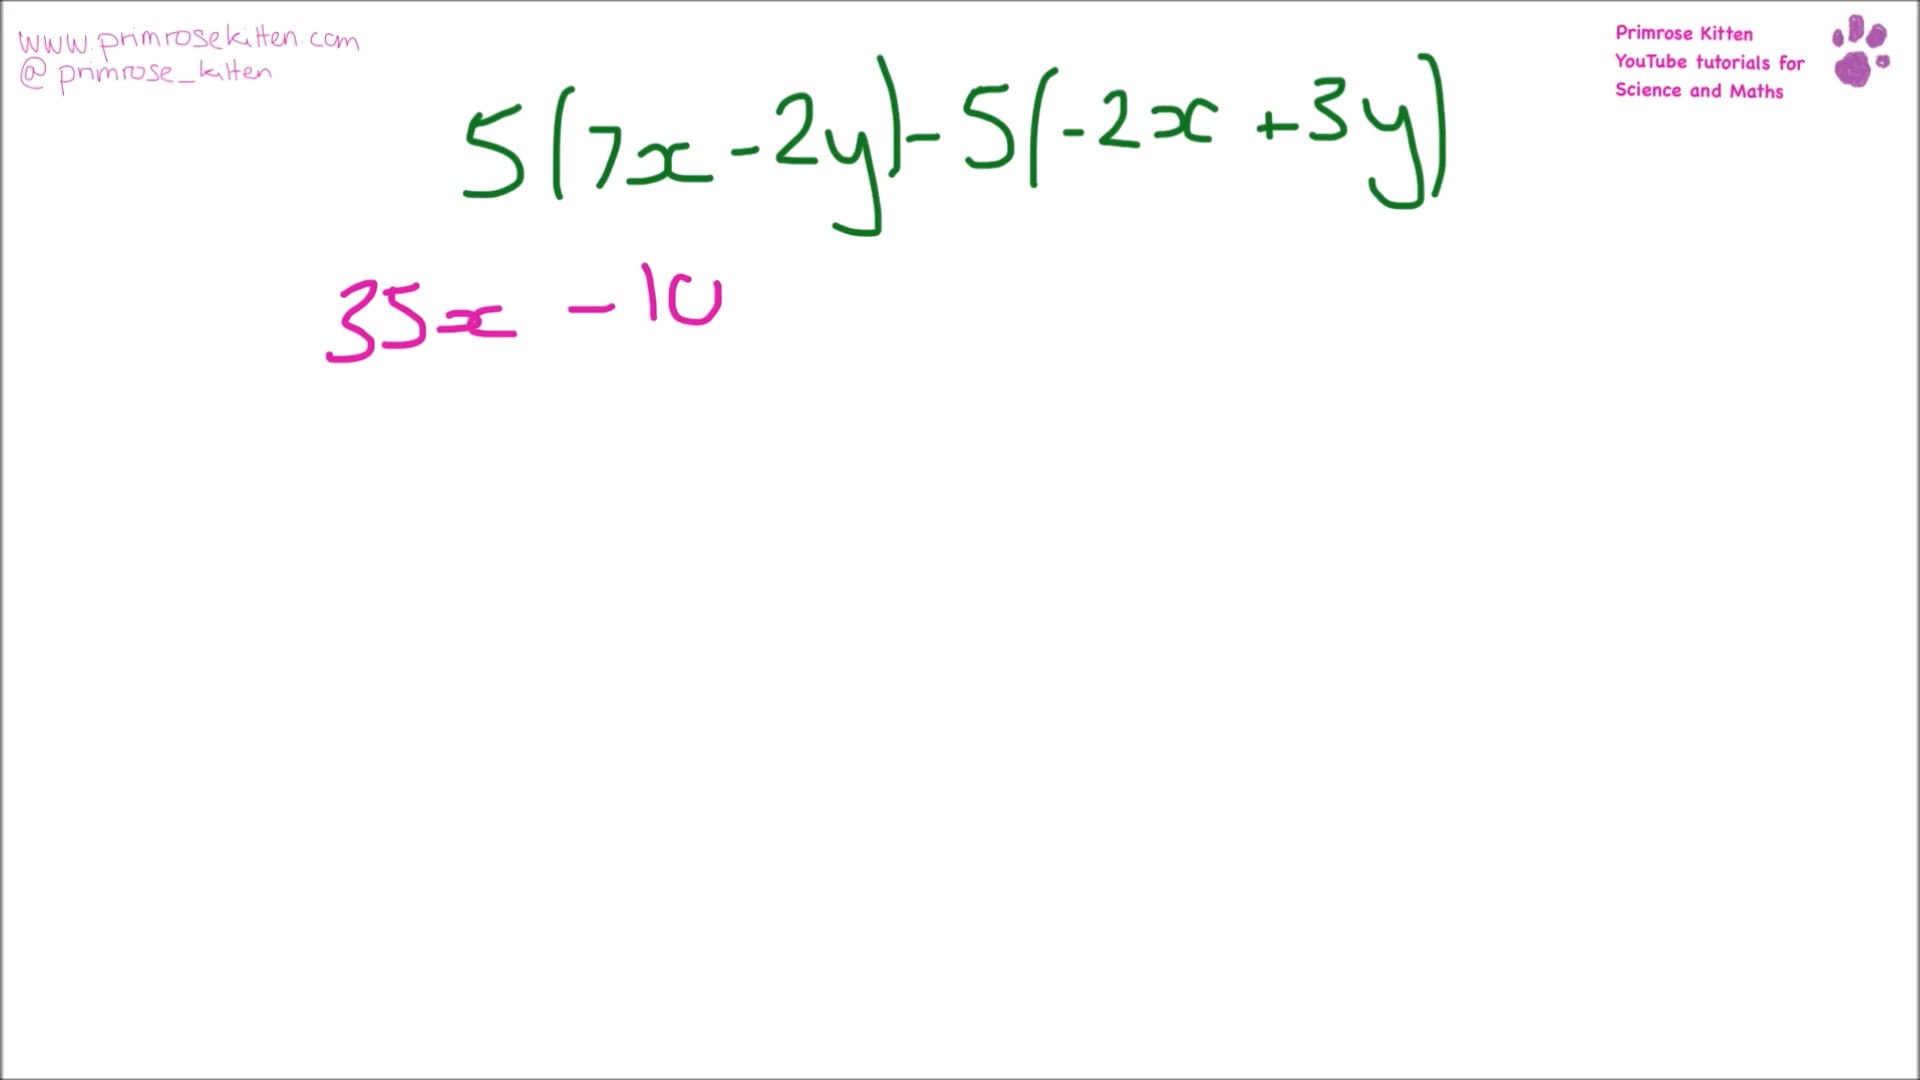 www.primrosekitten.com
@primrose_kitten
Primrose Kitten
YouTube tutorials for
Science and Maths
5(7x-2y)-5(-2x+3y)
35x -10